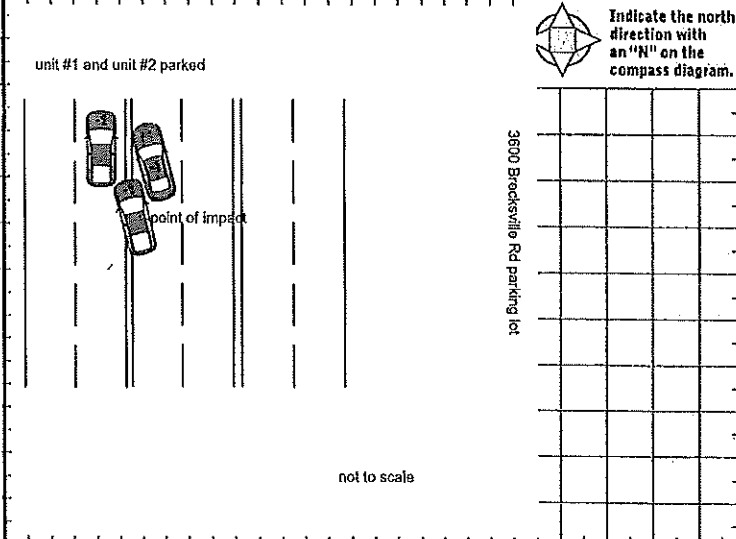 Indicate the north
direction with
an "N" on the
compass diagram.
unit #1 and unit #2 parked
point of impact
3600 Brecksville Rd parking lot
not to scale